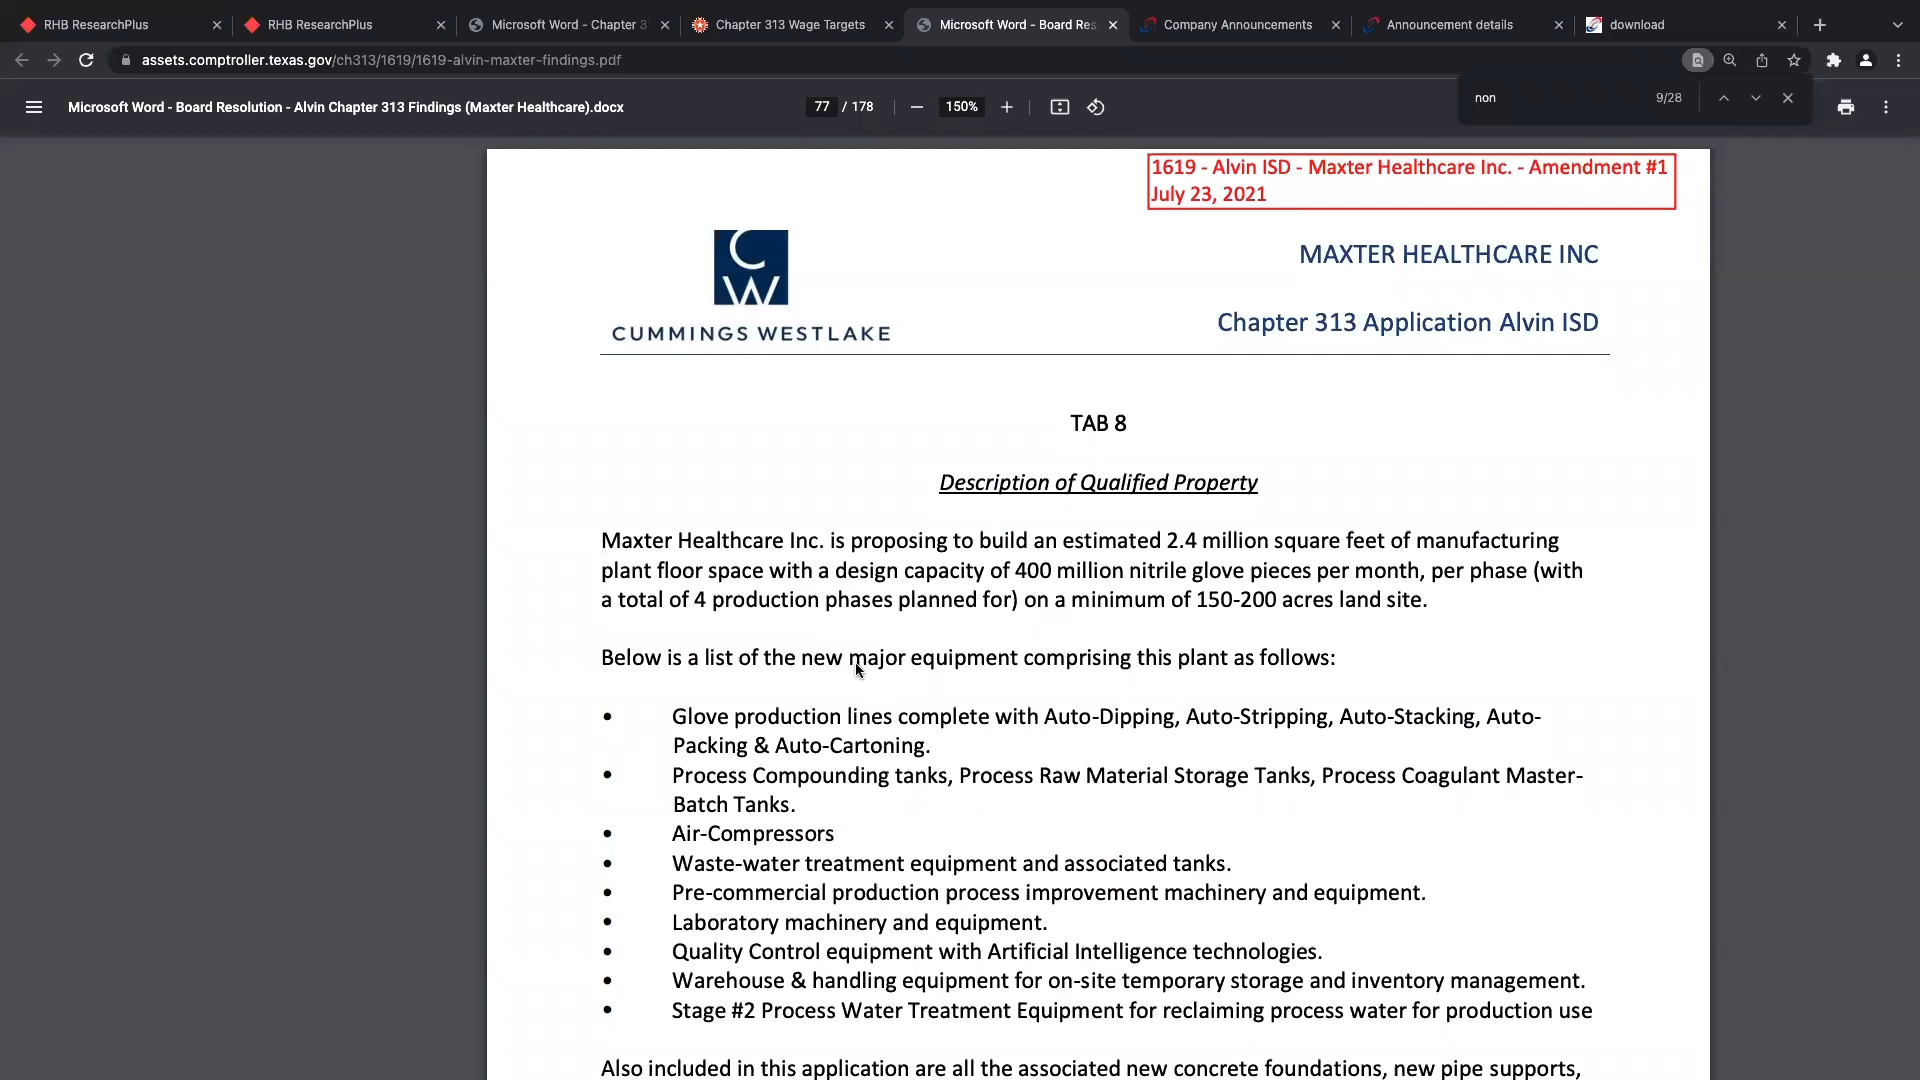 RHB ResearchPlus
RHB ResearchPlus
Microsoft Word - Chapter 3
Chapter 313 Wage Targets
Microsoft Word - Board Res
Company Announcements
Announcement details
download
assets.comptroller.texas.gov/ch313/1619/1619-alvin-maxter-findings.pdf
Microsoft Word - Board Resolution - Alvin Chapter 313 Findings (Maxter Healthcare).docx
77 / 178
150%
non
9/28
1619 - Alvin ISD - Maxter Healthcare Inc. - Amendment #1
July 23, 2021
CW
CUMMINGS WESTLAKE
MAXTER HEALTHCARE INC
Chapter 313 Application Alvin ISD
TAB 8
Description of Qualified Property
Maxter Healthcare Inc. is proposing to build an estimated 2.4 million square feet of manufacturing
plant floor space with a design capacity of 400 million nitrile glove pieces per month, per phase (with
a total of 4 production phases planned for) on a minimum of 150-200 acres land site.
Below is a list of the new major equipment comprising this plant as follows:
• Glove production lines complete with Auto-Dipping, Auto-Stripping, Auto-Stacking, Auto-
Packing & Auto-Cartoning.
• Process Compounding tanks, Process Raw Material Storage Tanks, Process Coagulant Master-
Batch Tanks.
• Air-Compressors
• Waste-water treatment equipment and associated tanks.
• Pre-commercial production process improvement machinery and equipment.
• Laboratory machinery and equipment.
• Quality Control equipment with Artificial Intelligence technologies.
• Warehouse & handling equipment for on-site temporary storage and inventory management.
• Stage #2 Process Water Treatment Equipment for reclaiming process water for production use
Also included in this application are all the associated new concrete foundations, new pipe supports,